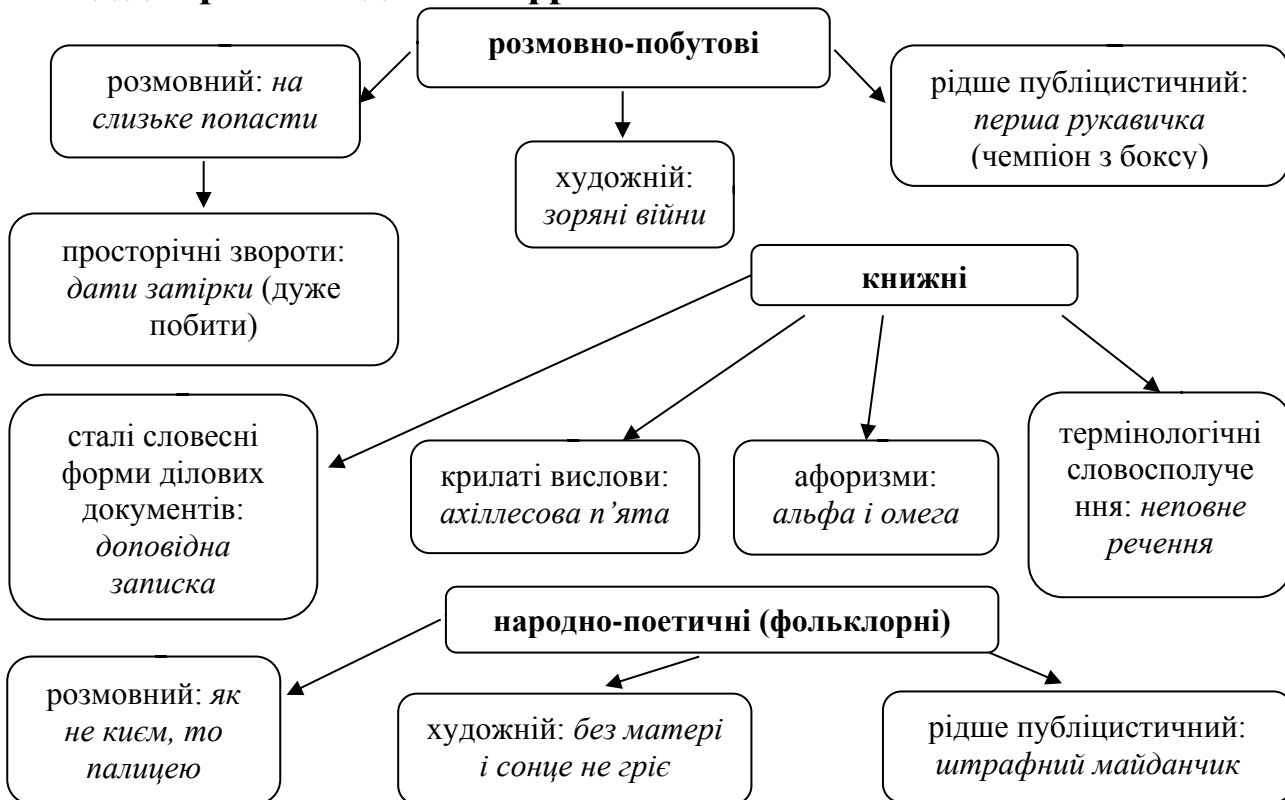 розмовно-побутові
розмовний: на
слизьке попасти
рідше публіцистичний:
перша рукавичка
(чемпіон з боксу)
художній:
зоряні війни
просторічні звороти:
дати затірки (дуже
побити)
книжні
сталі словесні
форми ділових
документів:
доповідна
записка
крилаті вислови:
ахіллесова п’ята
афоризми:
альфа і омега
термінологічні
словосполуче
ння: неповне
речення
народно-поетичні (фольклорні)
розмовний: як
не києм, то
палицею
художній: без матері
і сонце не гріє
рідше публіцистичний:
штрафний майданчик